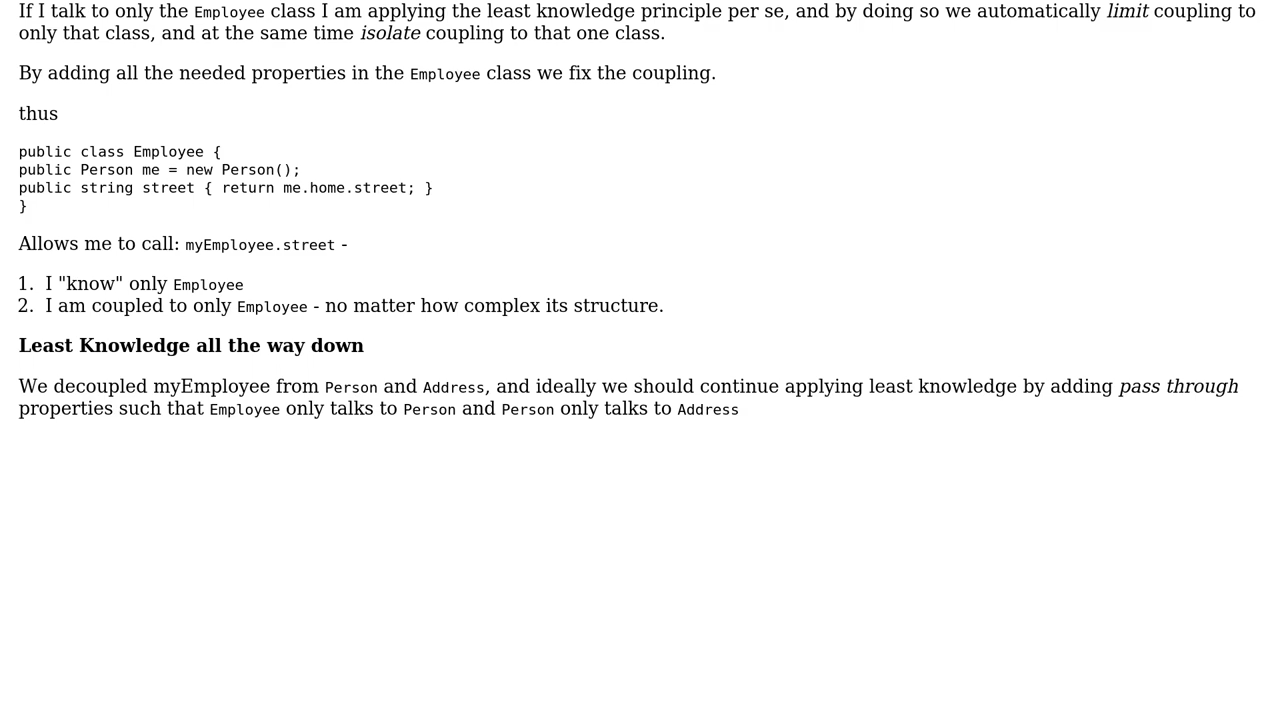 If I talk to only the Employee class I am applying the least knowledge principle per se, and by doing so we automatically limit coupling to
only that class, and at the same time isolate coupling to that one class.
By adding all the needed properties in the Employee class we fix the coupling.
thus
public class Employee {
public Person me = new Person();
public string street { return me.home.street; }
}
Allows me to call: myEmployee.street -
1. I "know" only Employee
2. I am coupled to only Employee - no matter how complex its structure.
Least Knowledge all the way down
We decoupled myEmployee from Person and Address, and ideally we should continue applying least knowledge by adding pass through
properties such that Employee only talks to Person and Person only talks to Address